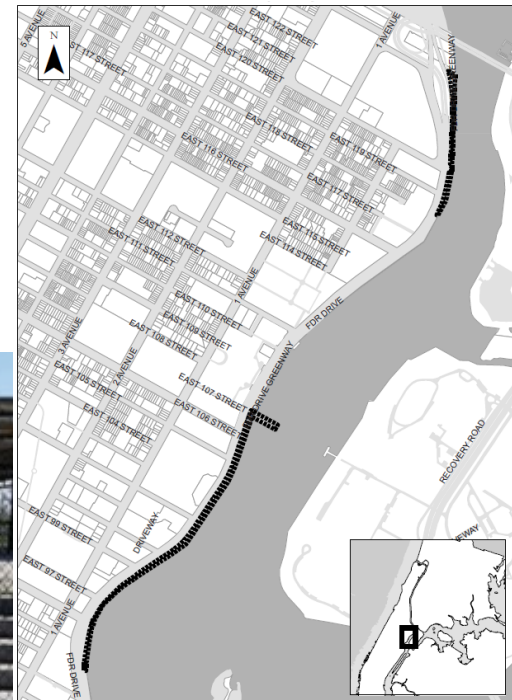 N
5 AVENUE
EAST 117 STREET
EAST 122 STREET
EAST 121 STREET
EAST 120 STREET
1 AVENUE
EAST 118 STREET
EAST 119 STREET
EAST 116 STREET
EAST 117 STREET
EAST 115 STREET
EAST 114 STREET
EAST 112 STREET
EAST 111 STREET
1 AVENUE
FDR DRIVE
EAST 110 STREET
EAST 109 STREET
EAST 108 STREET
3 AVENUE
2 AVENUE
DRIVE GREENWAY
EAST 107 STREET
EAST 106 STREE
EAST 105 STREET
EAST 104 STREET
RECOVERY ROAD
EAST 99 STREET
DRIVEWAY
EAST 97 STREET
1 AVENUE
FDR DRIVE